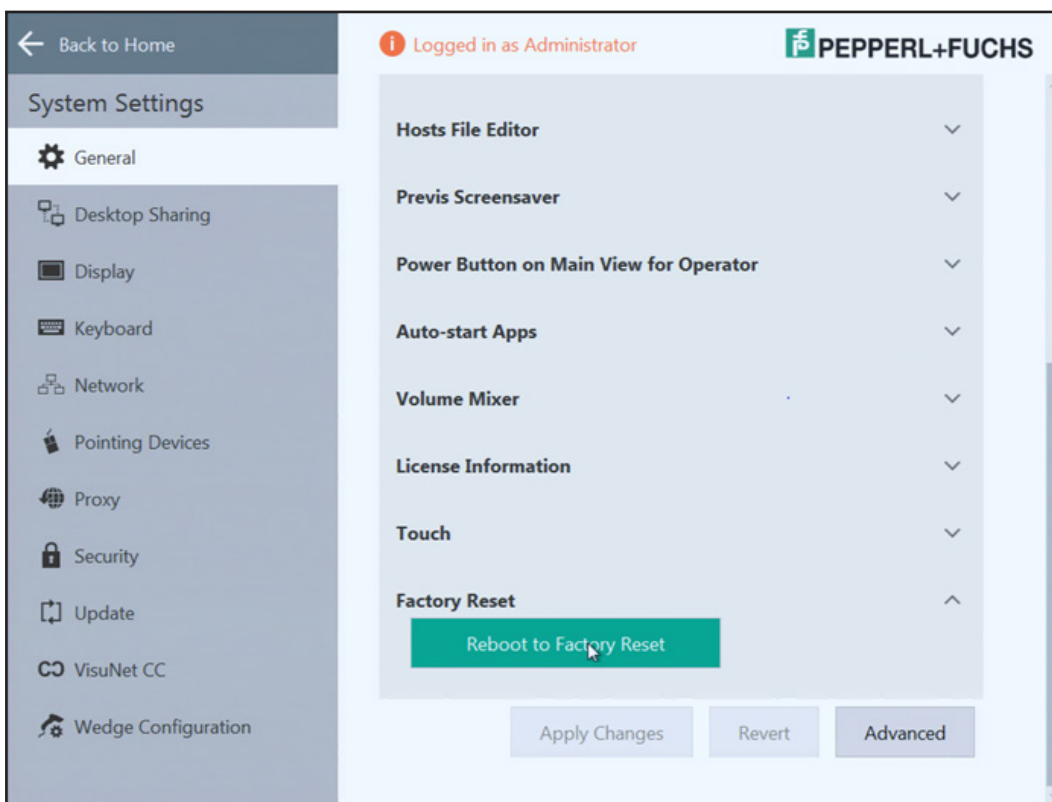 Back to Home
Logged in as Administrator
PEPPERL+FUCHS
System Settings
General
Desktop Sharing
Display
Keyboard
Network
Pointing Devices
Proxy
Security
Update
VisuNet CC
Wedge Configuration
Hosts File Editor
Previs Screensaver
Power Button on Main View for Operator
Auto-start Apps
Volume Mixer
License Information
Touch
Factory Reset
Reboot to Factory Reset
Apply Changes
Revert
Advanced